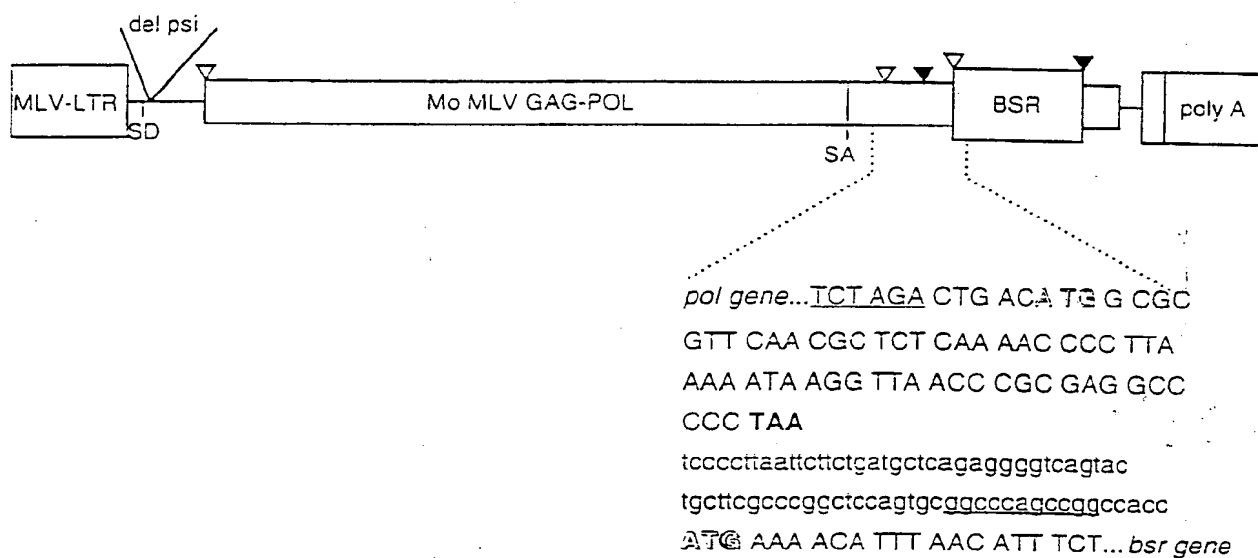 del psi
MLV-LTR
SD
Mo MLV GAG-POL
SA
BSR
poly A
pol gene...TCT AGA CTG ACA TG G CGC
GTT CAA CGC TCT CAA AAC CCC TTA
AAA ATA AGG TTA ACC CGC GAG GCC
CCC TAA
tccccttaattcttctgatgctcagaggggtcagtac
tgcttcgcccggctccagtgcggcccagccggccacc
ATG AAA ACA TTT AAC ATT TCT... bsr gene